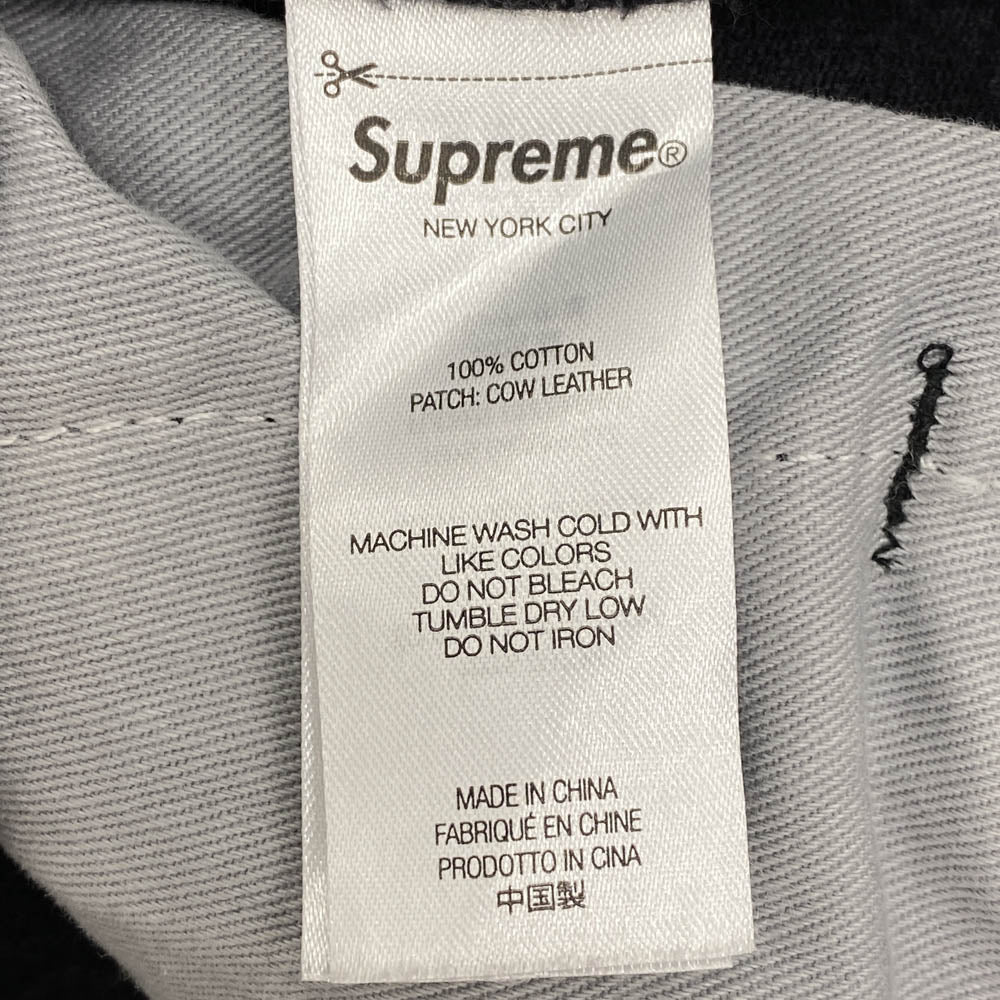 Supreme®
NEW YORK CITY
100% COTTON
PATCH: COW LEATHER
MACHINE WASH COLD WITH
LIKE COLORS
DO NOT BLEACH
TUMBLE DRY LOW
DO NOT IRON
MADE IN CHINA
FABRIQUÉ EN CHINE
PRODOTTO IN CINA
中国製